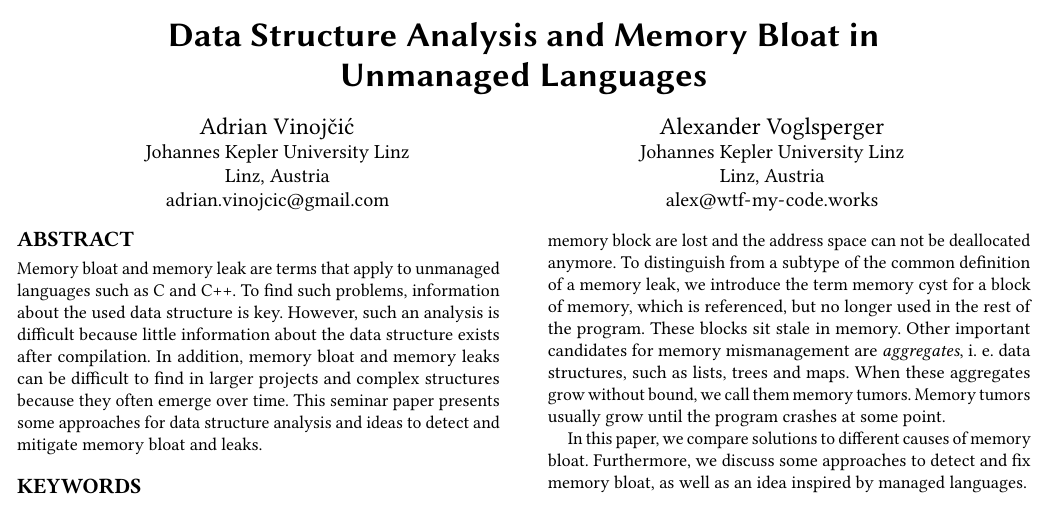 Data Structure Analysis and Memory Bloat in
Unmanaged Languages
Adrian Vinojčić
Johannes Kepler University Linz
Linz, Austria
adrian.vinojcic@gmail.com
Alexander Voglsperger
Johannes Kepler University Linz
Linz, Austria
alex@wtf-my-code.works
ABSTRACT
Memory bloat and memory leak are terms that apply to unmanaged
languages such as C and C++. To find such problems, information
about the used data structure is key. However, such an analysis is
difficult because little information about the data structure exists
after compilation. In addition, memory bloat and memory leaks
can be difficult to find in larger projects and complex structures
because they often emerge over time. This seminar paper presents
some approaches for data structure analysis and ideas to detect and
mitigate memory bloat and leaks.
KEYWORDS
memory block are lost and the address space can not be deallocated
anymore. To distinguish from a subtype of the common definition
of a memory leak, we introduce the term memory cyst for a block
of memory, which is referenced, but no longer used in the rest of
the program. These blocks sit stale in memory. Other important
candidates for memory mismanagement are aggregates, i. e. data
structures, such as lists, trees and maps. When these aggregates
grow without bound, we call them memory tumors. Memory tumors
usually grow until the program crashes at some point.
In this paper, we compare solutions to different causes of memory
bloat. Furthermore, we discuss some approaches to detect and fix
memory bloat, as well as an idea inspired by managed languages.